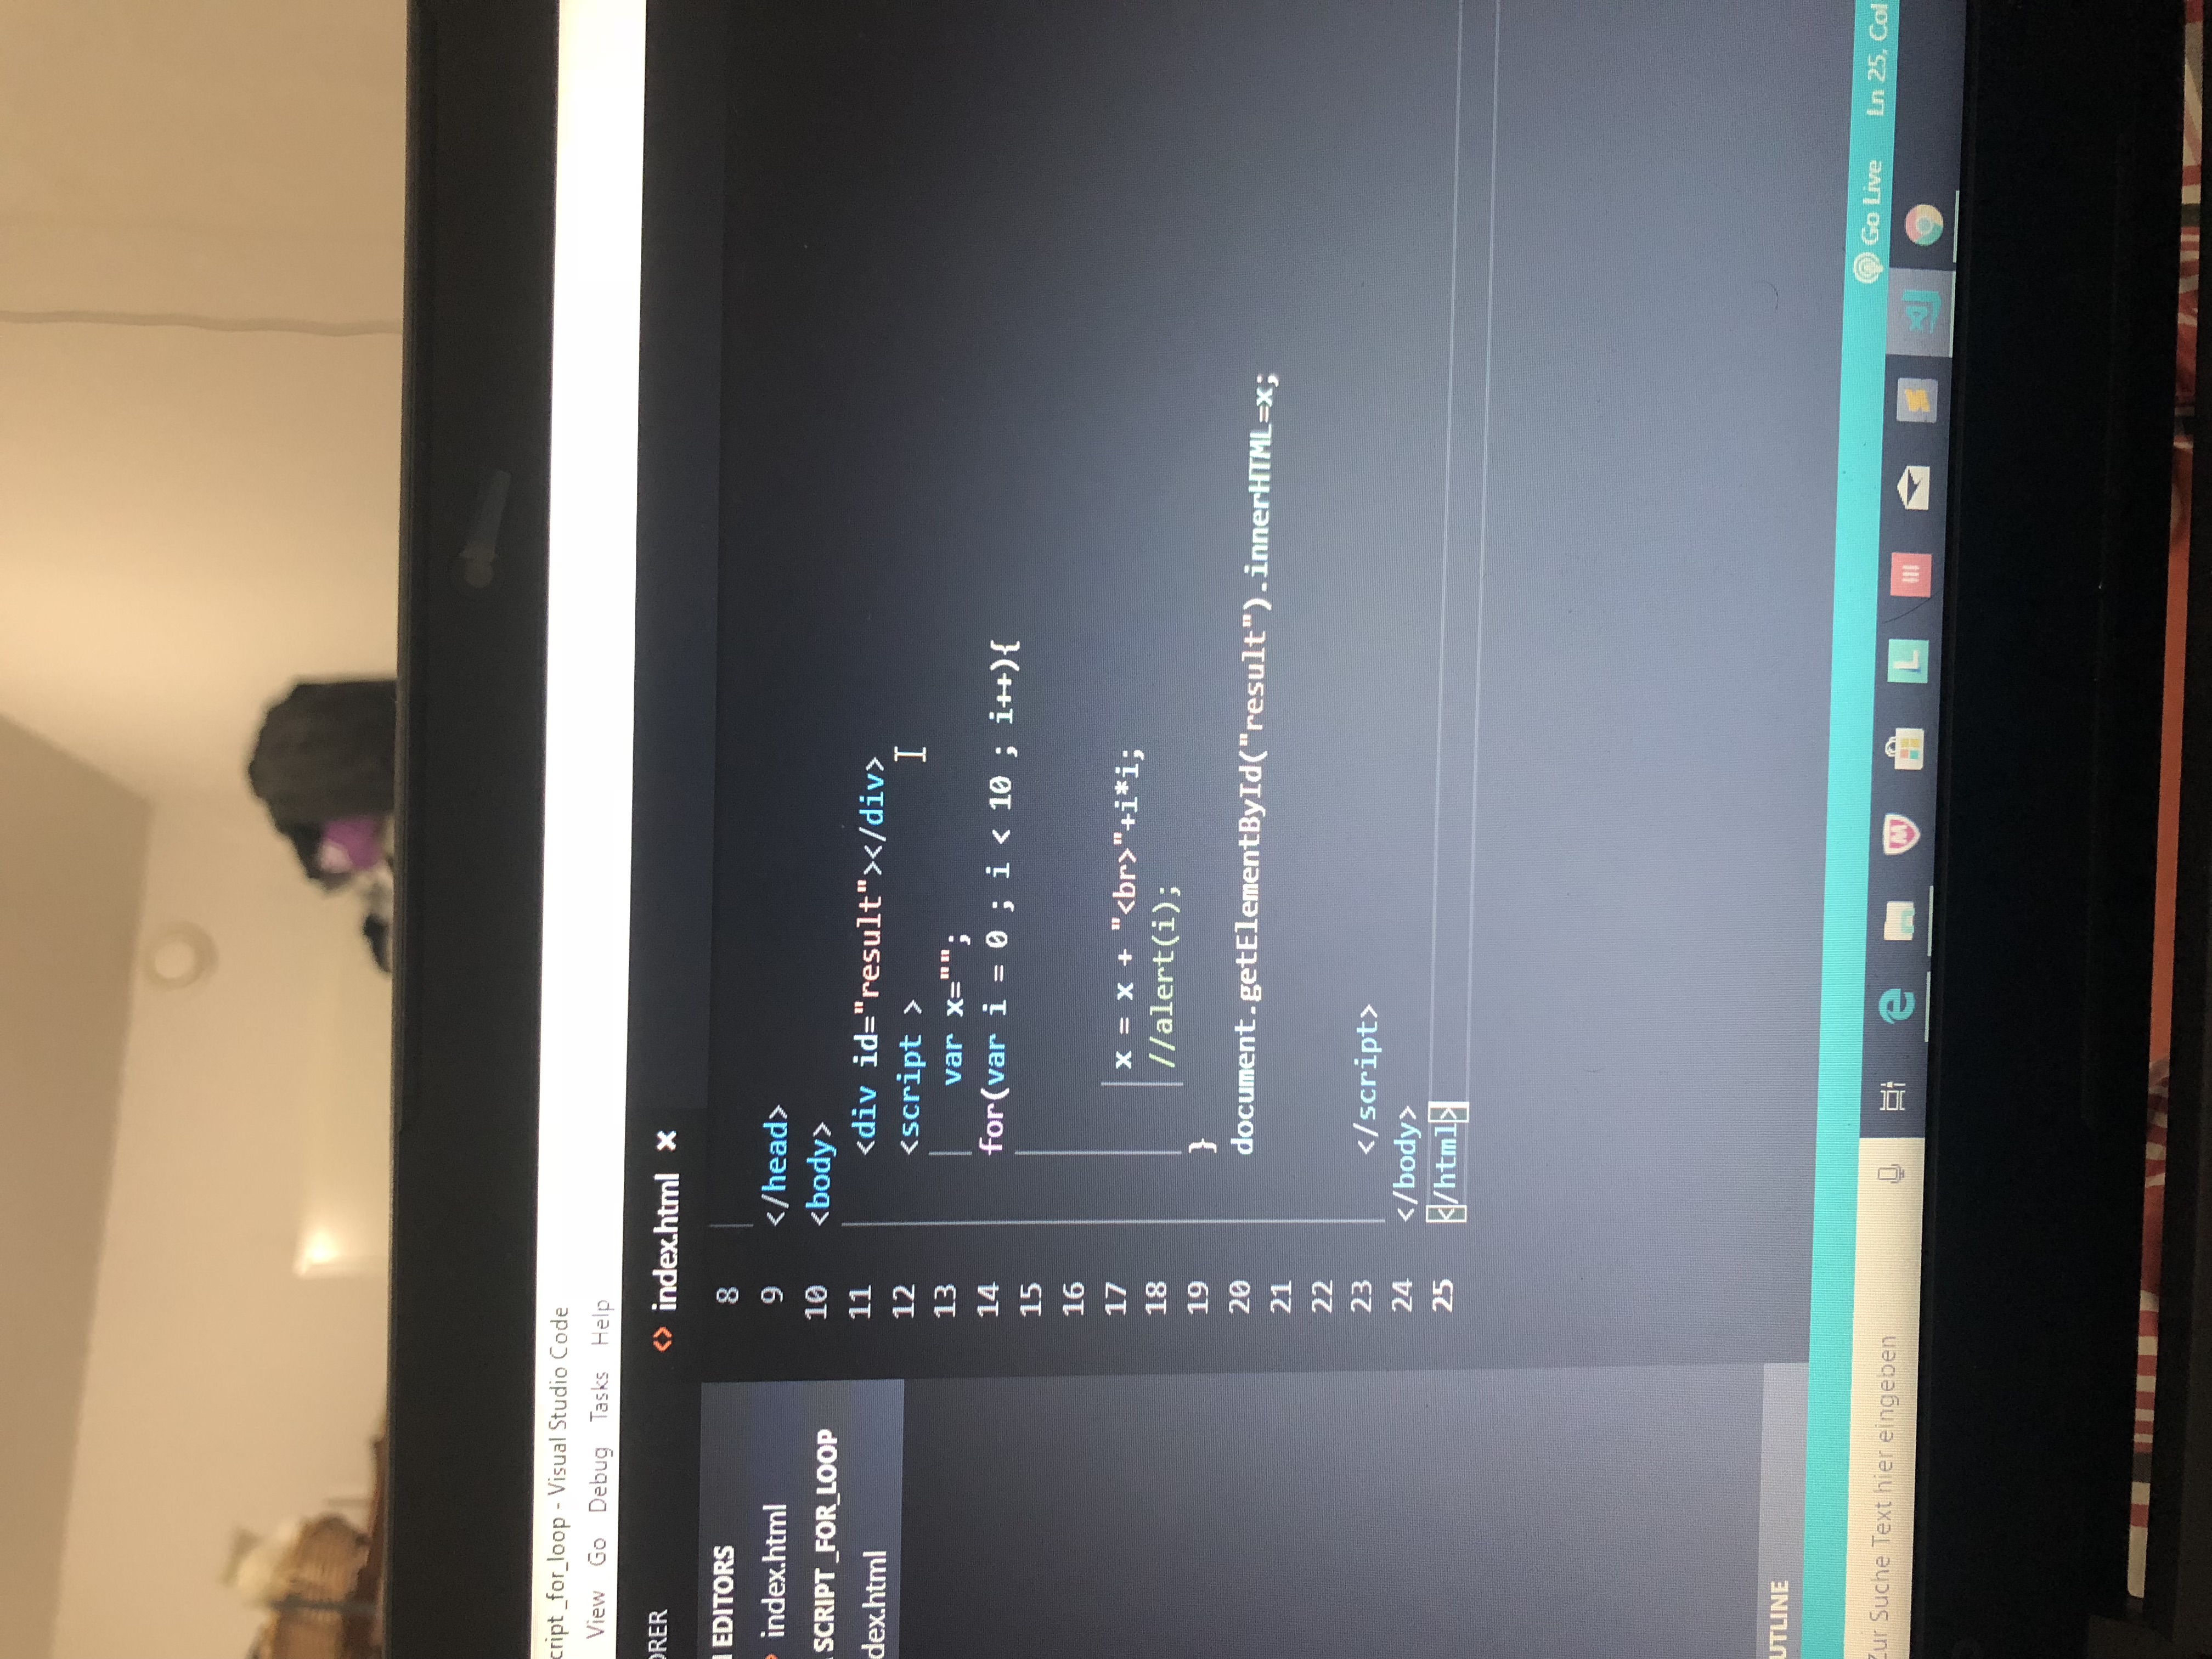 cript _for_loop - Visual Studio Code
View Go Debug Tasks Help
ORER
index.html ×
EDITORS
index.html
SCRIPT _FOR_LOOP
dex.html
8
9 </head>
10 <body>
11 <div id="result"></div>
12 <script >
13 var x="";
14 for(var i = 0 ; i < 10 ; i++){
15
16
17 x = x + "<br>"+i*i;
18 //alert(i);
19 }
20 document.getElementById("result").innerHTML=x;
21
22
23 </script>
24 </body>
25 </html>
UTLINE
Go Live Ln 25, Col
Zur Suche Text hier eingeben